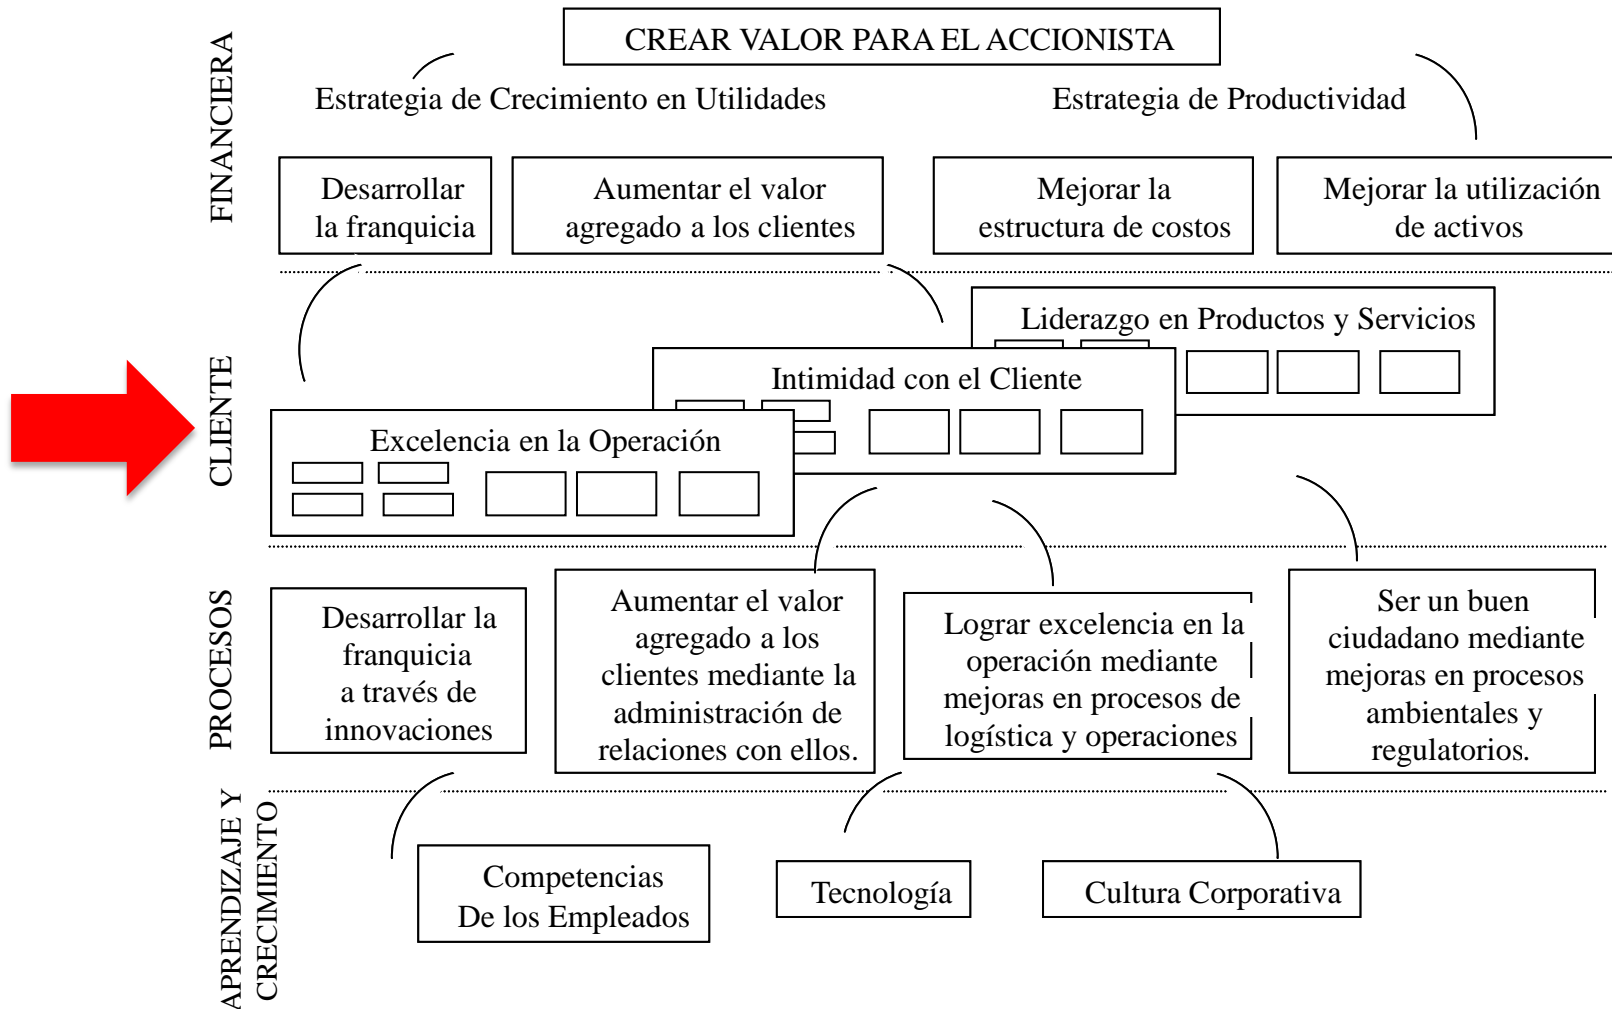 CREAR VALOR PARA EL ACCIONISTA
FINANCIERA
Estrategia de Crecimiento en Utilidades
Estrategia de Productividad
Desarrollar
la franquicia
Aumentar el valor
agregado a los clientes
Mejorar la
estructura de costos
Mejorar la utilización
de activos
CLIENTE
Liderazgo en Productos y Servicios
Intimidad con el Cliente
Excelencia en la Operación
PROCESOS
Desarrollar la
franquicia
a través de
innovaciones
Aumentar el valor
agregado a los
clientes mediante la
administración de
relaciones con ellos.
Lograr excelencia en la
operación mediante
mejoras en procesos de
logística y operaciones
Ser un buen
ciudadano mediante
mejoras en procesos
ambientales y
regulatorios.
APRENDIZAJE Y
CRECIMIENTO
Competencias
De los Empleados
Tecnología
Cultura Corporativa